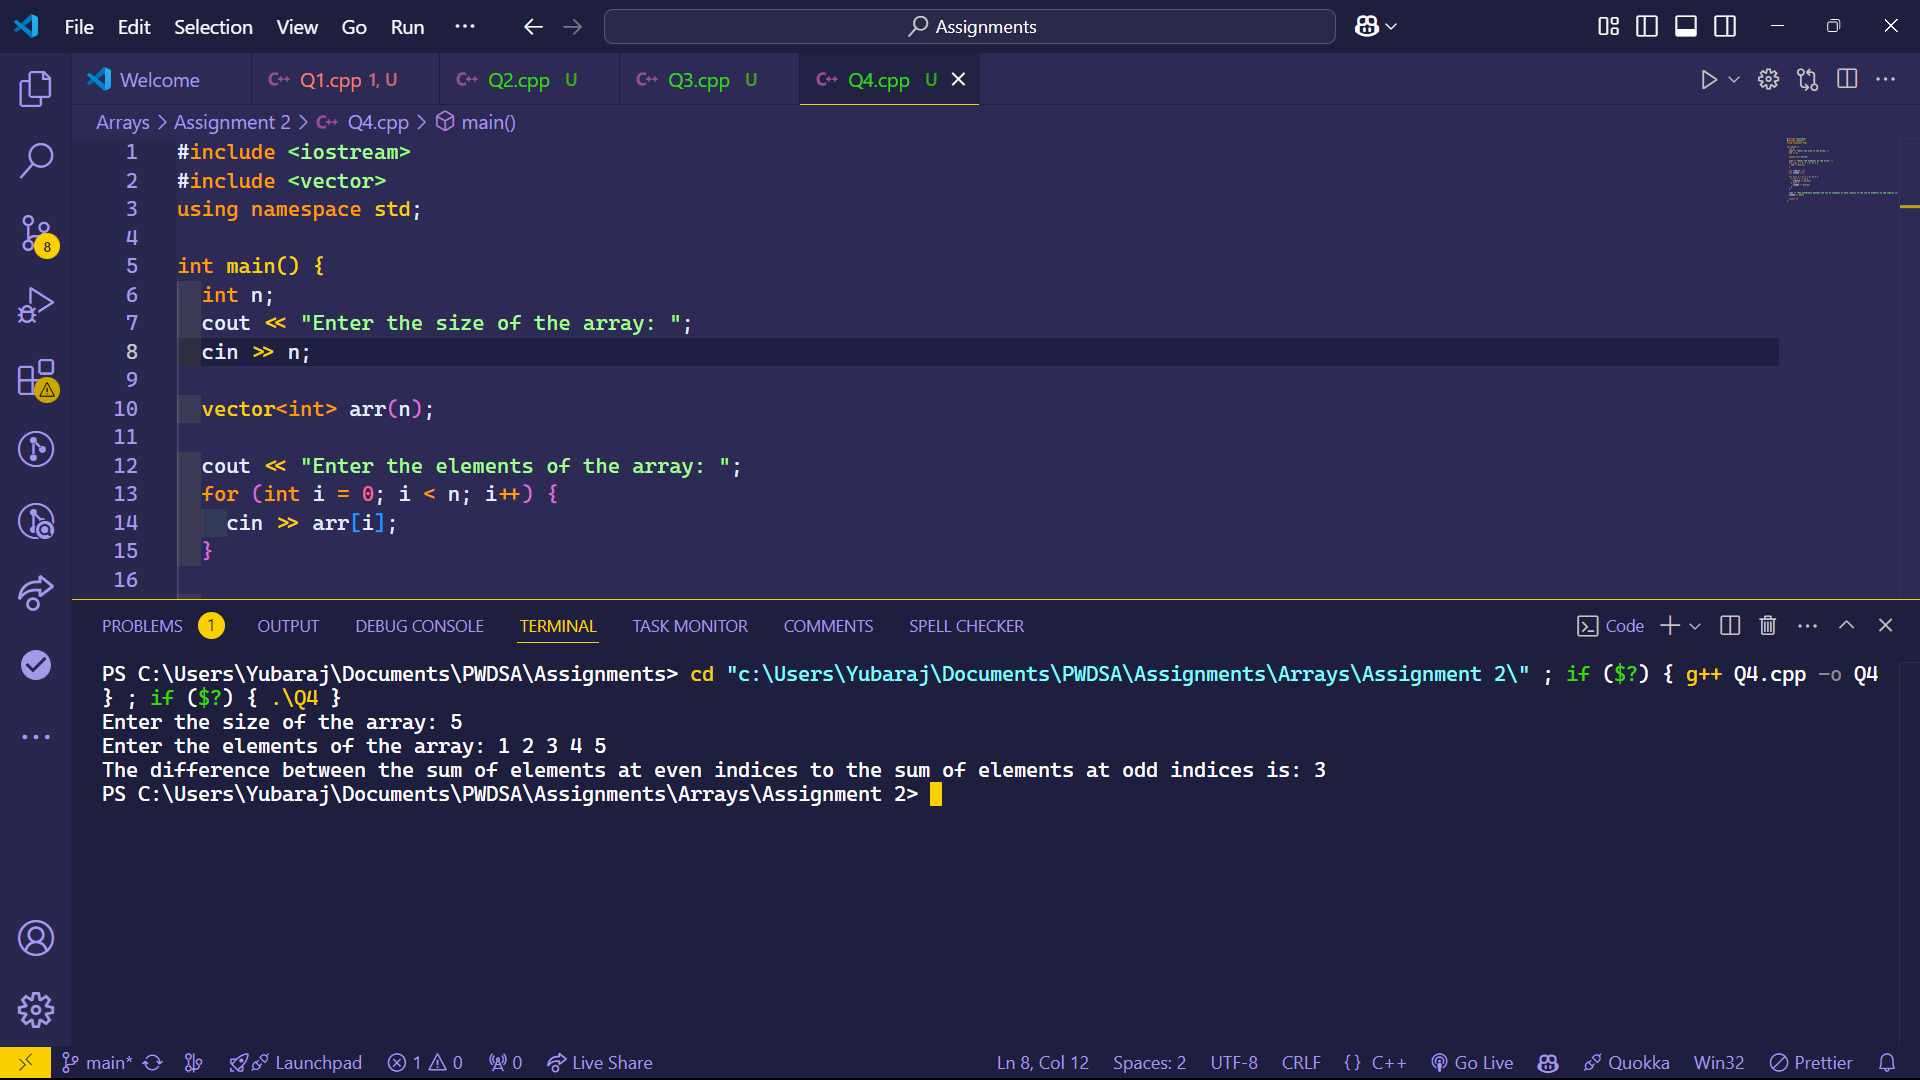 File Edit Selection View Go Run ··· Assignments
Welcome Q1.cpp 1, U Q2.cpp U Q3.cpp U Q4.cpp U
Arrays > Assignment 2 > Q4.cpp > main()
1 #include <iostream>
2 #include <vector>
3 using namespace std;
4
5 int main() {
6 int n;
7 cout << "Enter the size of the array: ";
8 cin >> n;
9
10 vector<int> arr(n);
11
12 cout << "Enter the elements of the array: ";
13 for (int i = 0; i < n; i++) {
14 cin >> arr[i];
15 }
16
8
PROBLEMS 1 OUTPUT DEBUG CONSOLE TERMINAL TASK MONITOR COMMENTS SPELL CHECKER Code
PS C:\Users\Yubaraj\Documents\PWDSA\Assignments> cd "c:\Users\Yubaraj\Documents\PWDSA\Assignments\Arrays\Assignment 2\" ; if ($?) { g++ Q4.cpp -o Q4
} ; if ($?) { .\Q4 }
Enter the size of the array: 5
Enter the elements of the array: 1 2 3 4 5
The difference between the sum of elements at even indices to the sum of elements at odd indices is: 3
PS C:\Users\Yubaraj\Documents\PWDSA\Assignments\Arrays\Assignment 2>
main* Launchpad 1 0 0 Live Share Ln 8, Col 12 Spaces: 2 UTF-8 CRLF {} C++ Go Live Quokka Win32 Prettier